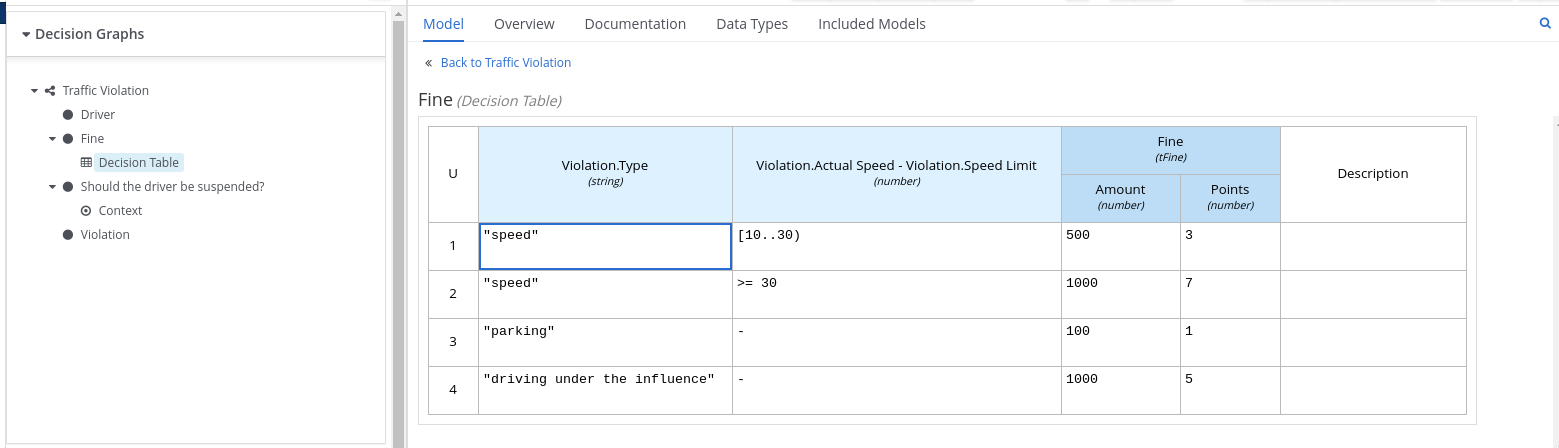 Decision Graphs
Traffic Violation
Driver
Fine
Decision Table
Should the driver be suspended?
Context
Violation
Model Overview Documentation Data Types Included Models
« Back to Traffic Violation
Fine (Decision Table)
U Violation.Type (string) Violation.Actual Speed - Violation.Speed Limit (number) Fine (tFine) Description
Amount (number) Points (number)
1 "speed" [10..30) 500 3
2 "speed" >= 30 1000 7
3 "parking" - 100 1
4 "driving under the influence" - 1000 5